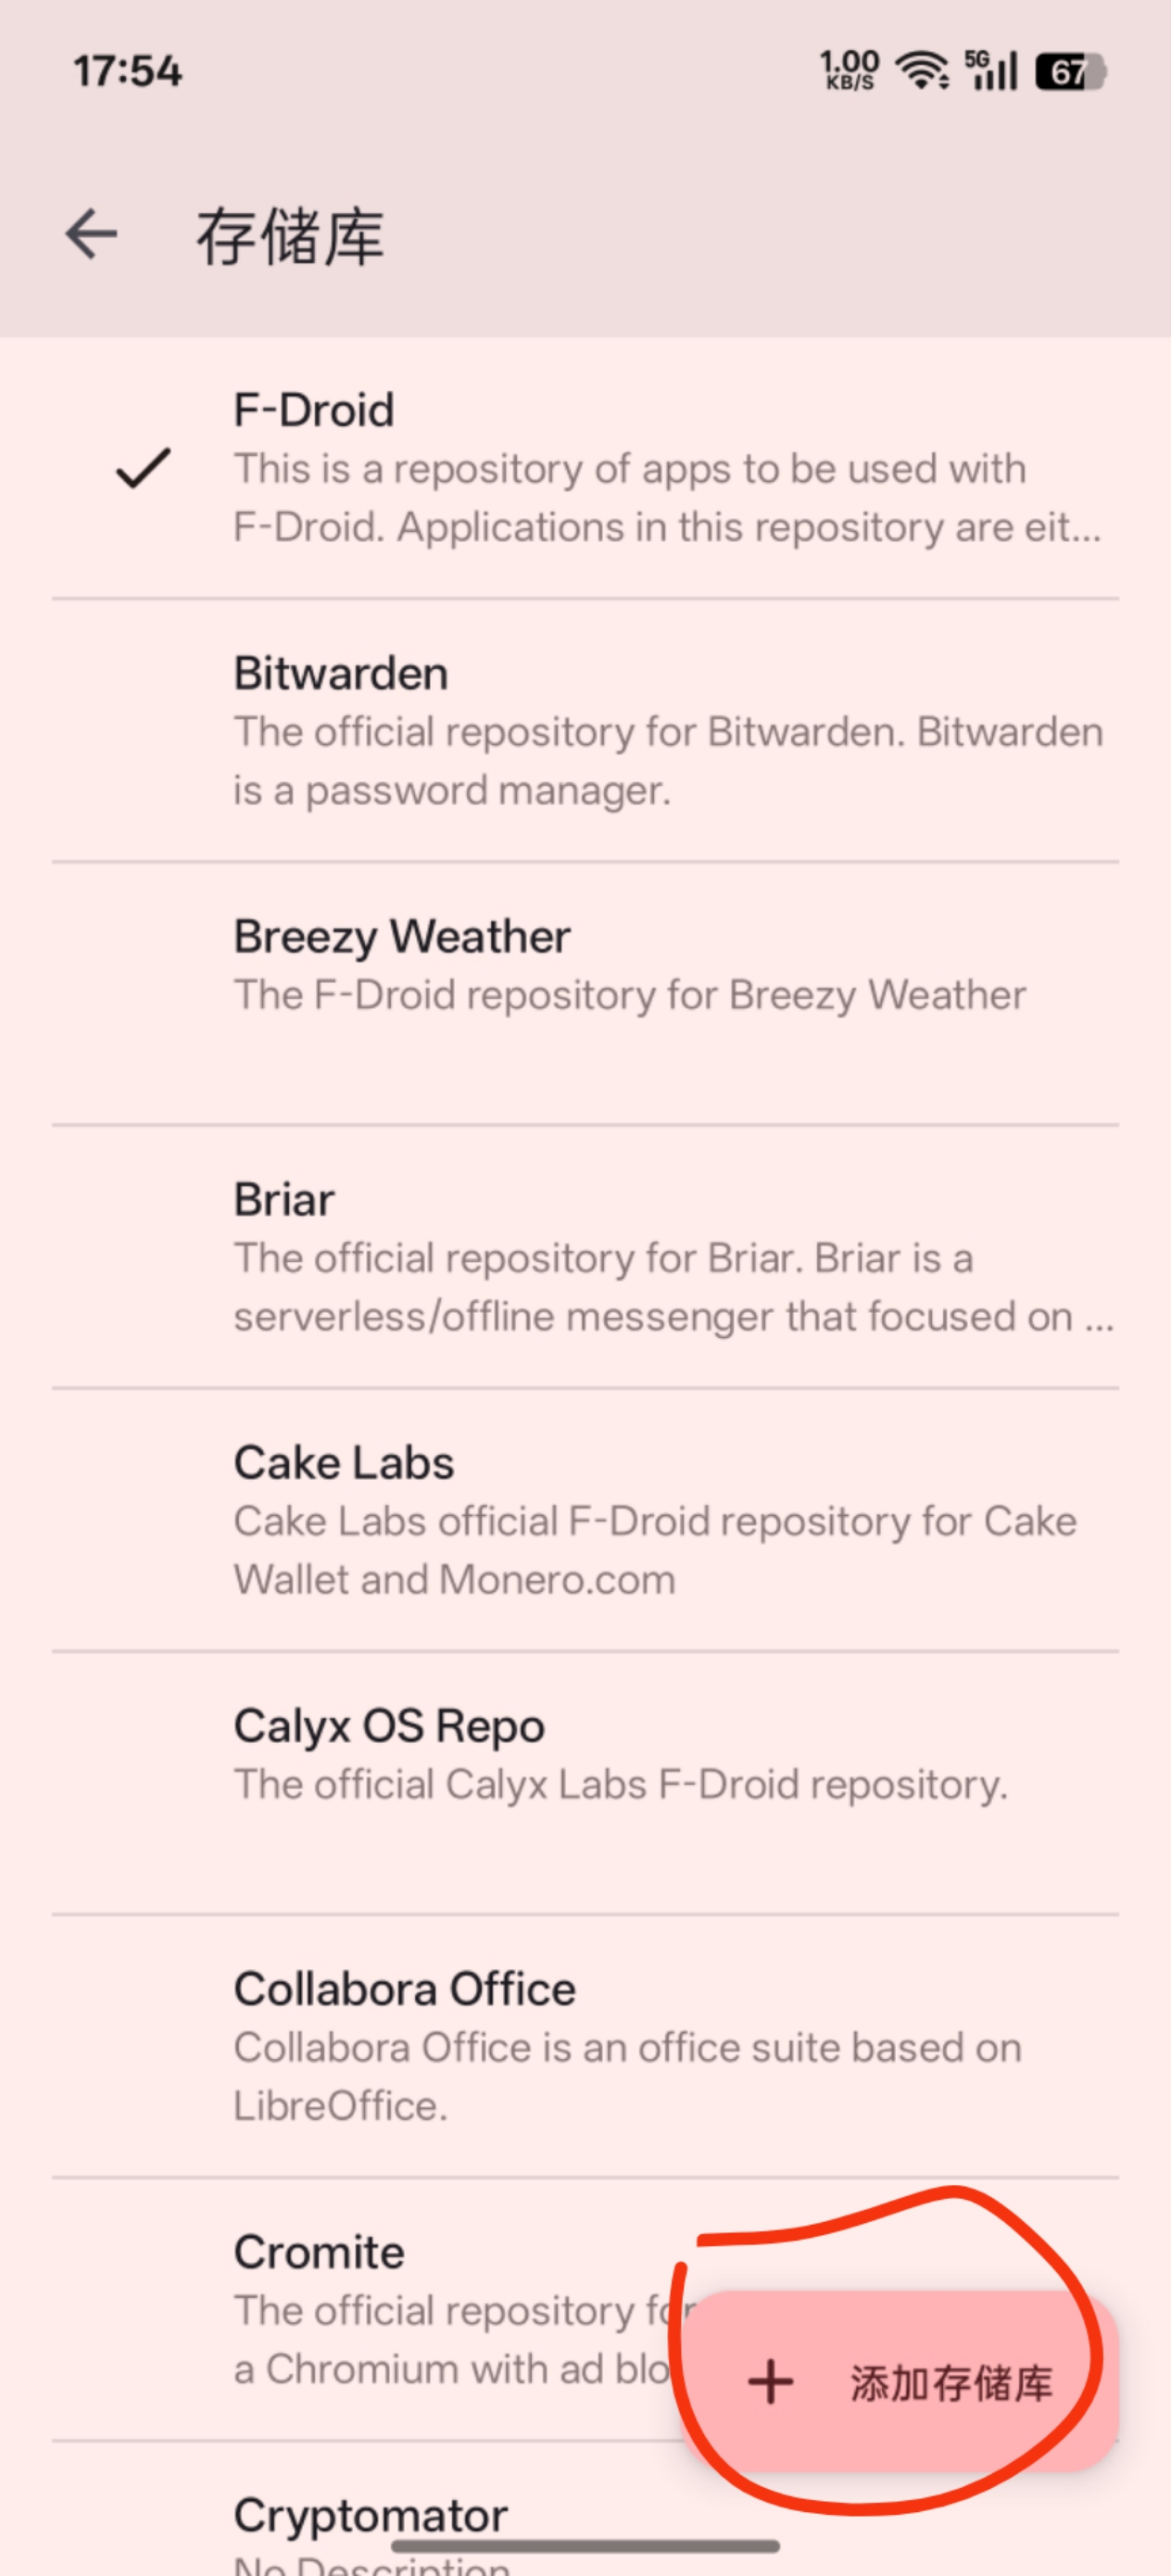 17:54
1.00
KB/S
5G
67
存储库
F-Droid
This is a repository of apps to be used with
F-Droid. Applications in this repository are eit...
Bitwarden
The official repository for Bitwarden. Bitwarden
is a password manager.
Breezy Weather
The F-Droid repository for Breezy Weather
Briar
The official repository for Briar. Briar is a
serverless/offline messenger that focused on ...
Cake Labs
Cake Labs official F-Droid repository for Cake
Wallet and Monero.com
Calyx OS Repo
The official Calyx Labs F-Droid repository.
Collabora Office
Collabora Office is an office suite based on
LibreOffice.
Cromite
The official repository for
a Chromium with ad blo
添加存储库
Cryptomator
No Description